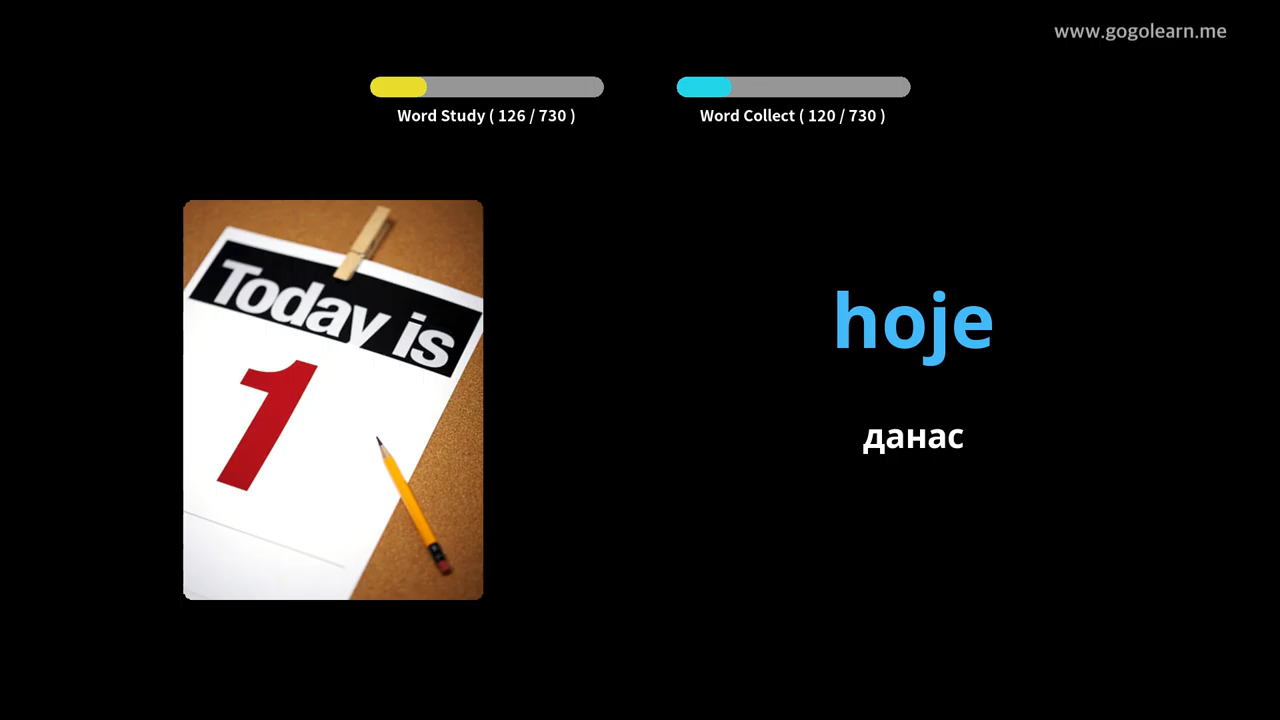 www.gogolearn.me
Word Study ( 126 / 730 )
Word Collect ( 120 / 730 )
Today is
1
hoje
данас